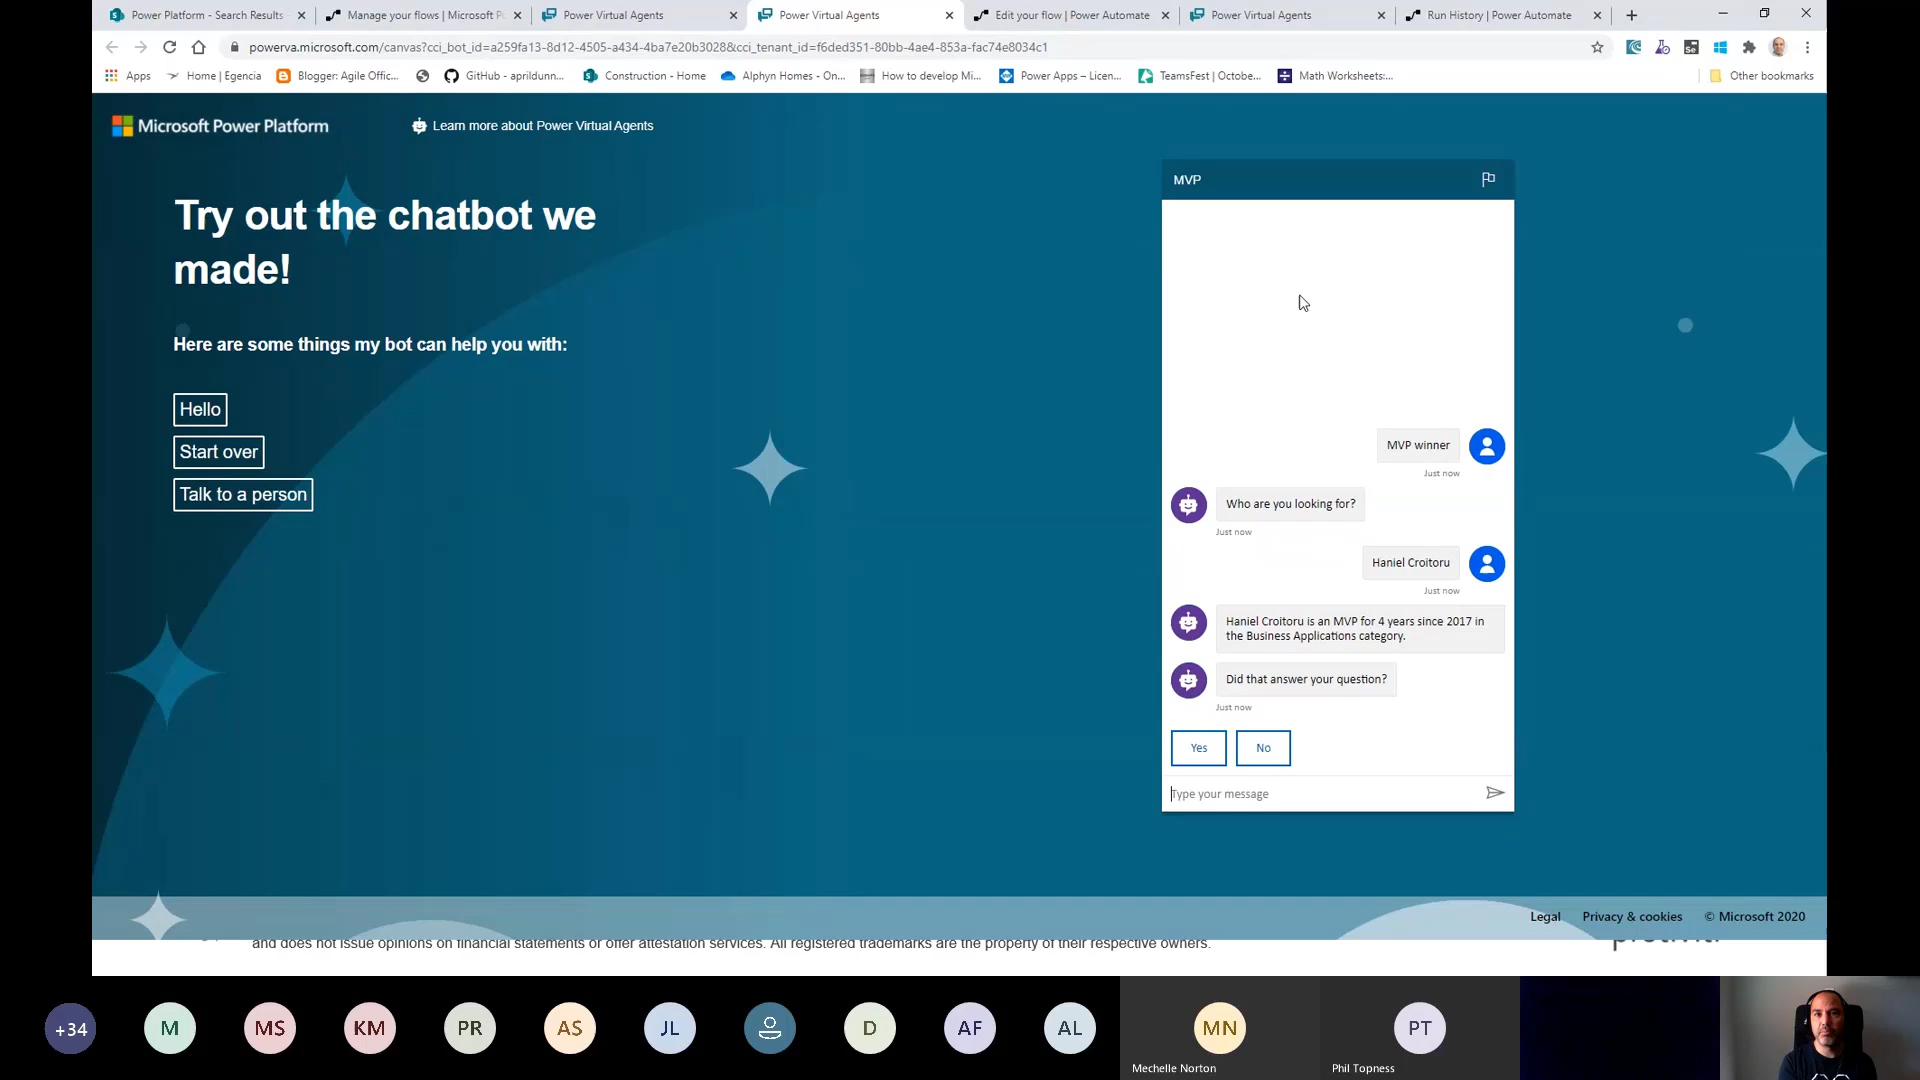 Power Platform - Search Results
Manage your flows | Microsoft P
Power Virtual Agents
Power Virtual Agents
Edit your flow | Power Automate
Power Virtual Agents
Run History | Power Automate
powerva.microsoft.com/canvas?cci_bot_id=a259fa13-8d12-4505-a434-4ba7e20b3028&cci_tenant_id=f6ded351-80bb-4ae4-853a-fac74e8034c1
Apps
Home | Egencia
Blogger: Agile Offic...
GitHub - aprildunn...
Construction - Home
Alphyn Homes - On...
How to develop Mi...
Power Apps – Licen...
TeamsFest | Octobe...
Math Worksheets:...
Other bookmarks
Microsoft Power Platform
Learn more about Power Virtual Agents
Try out the chatbot we
made!
Here are some things my bot can help you with:
Hello
Start over
Talk to a person
MVP
MVP winner
Just now
Who are you looking for?
Just now
Haniel Croitoru
Just now
Haniel Croitoru is an MVP for 4 years since 2017 in
the Business Applications category.
Did that answer your question?
Just now
Yes
No
Type your message
Legal
Privacy & cookies
© Microsoft 2020
and does not issue opinions on financial statements or offer attestation services. All registered trademarks are the property of their respective owners.
+34
M
MS
KM
PR
AS
JL
D
AF
AL
MN
PT
Mechelle Norton
Phil Topness